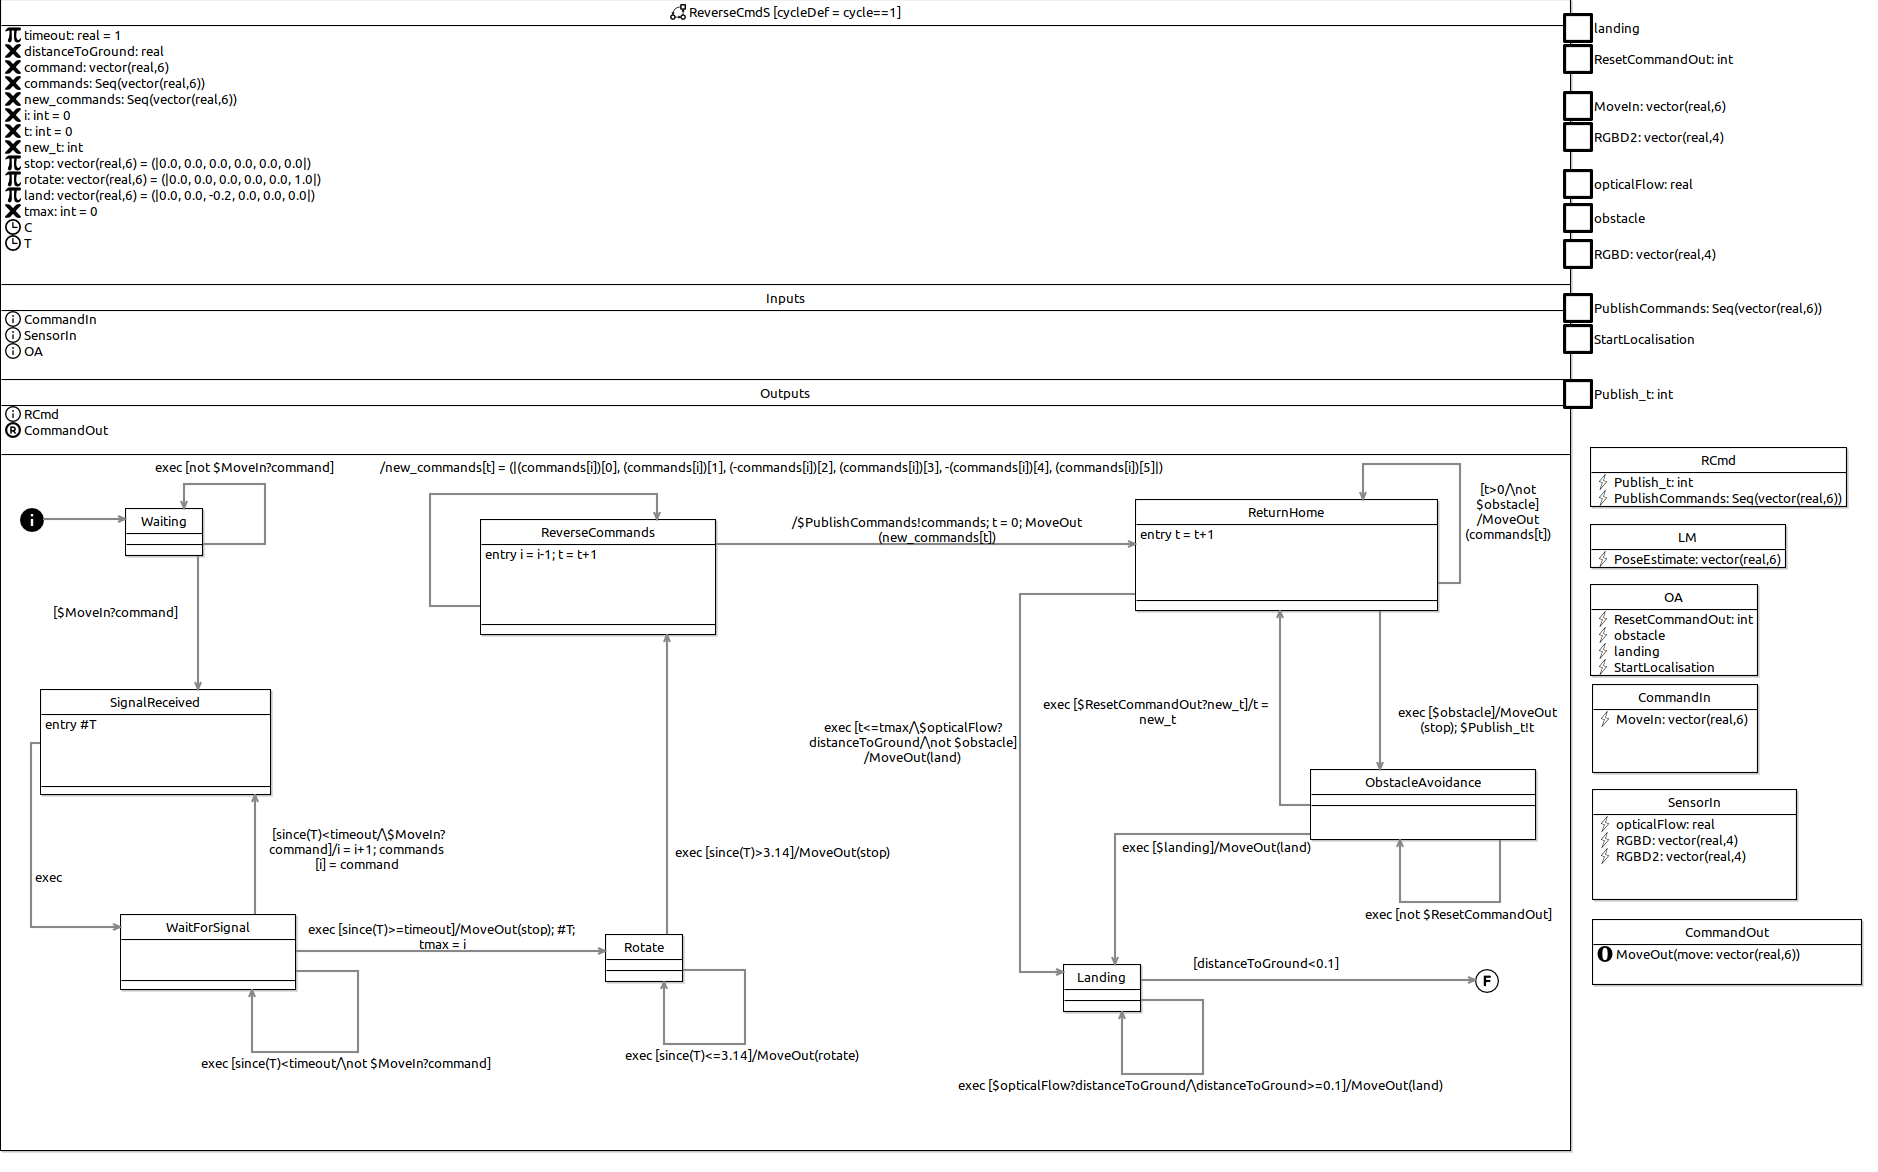 ReverseCmdS [cycleDef = cycle==1]
timeout: real = 1
distanceToGround: real
command: vector(real,6)
commands: Seq(vector(real,6))
new_commands: Seq(vector(real,6))
i: int = 0
t: int = 0
new_t: int
stop: vector(real,6) = (|0.0, 0.0, 0.0, 0.0, 0.0, 0.0|)
rotate: vector(real,6) = (|0.0, 0.0, 0.0, 0.0, 0.0, 1.0|)
land: vector(real,6) = (|0.0, 0.0, -0.2, 0.0, 0.0, 0.0|)
tmax: int = 0
C
T
Inputs
CommandIn
SensorIn
OA
Outputs
RCmd
CommandOut
landing
ResetCommandOut: int
MoveIn: vector(real,6)
RGBD2: vector(real,4)
opticalFlow: real
obstacle
RGBD: vector(real,4)
PublishCommands: Seq(vector(real,6))
StartLocalisation
Publish_t: int
exec [not $MoveIn?command]
i
Waiting
[$MoveIn?command]
SignalReceived
entry #T
exec
[since(T)<timeout/\$MoveIn?
command]/i = i+1; commands
[i] = command
WaitForSignal
exec [since(T)<timeout/\not $MoveIn?command]
exec [since(T)>=timeout]/MoveOut(stop); #T;
tmax = i
Rotate
exec [since(T)<=3.14]/MoveOut(rotate)
exec [since(T)>3.14]/MoveOut(stop)
/new_commands[t] = (|(commands[i])[0], (commands[i])[1], (-commands[i])[2], (commands[i])[3], -(commands[i])[4], (commands[i])[5]|)
ReverseCommands
entry i = i-1; t = t+1
/$PublishCommands!commands; t = 0; MoveOut
(new_commands[t])
ReturnHome
entry t = t+1
[t>0/\not
$obstacle]
/MoveOut
(commands[t])
exec [$ResetCommandOut?new_t]/t =
new_t
exec [$obstacle]/MoveOut
(stop); $Publish_t!t
exec [t<=tmax/\$opticalFlow?
distanceToGround/\not $obstacle]
/MoveOut(land)
ObstacleAvoidance
exec [$landing]/MoveOut(land)
exec [not $ResetCommandOut]
Landing
[distanceToGround<0.1]
F
exec [$opticalFlow?distanceToGround/\distanceToGround>=0.1]/MoveOut(land)
RCmd
Publish_t: int
PublishCommands: Seq(vector(real,6))
LM
PoseEstimate: vector(real,6)
OA
ResetCommandOut: int
obstacle
landing
StartLocalisation
CommandIn
MoveIn: vector(real,6)
SensorIn
opticalFlow: real
RGBD: vector(real,4)
RGBD2: vector(real,4)
CommandOut
MoveOut(move: vector(real,6))